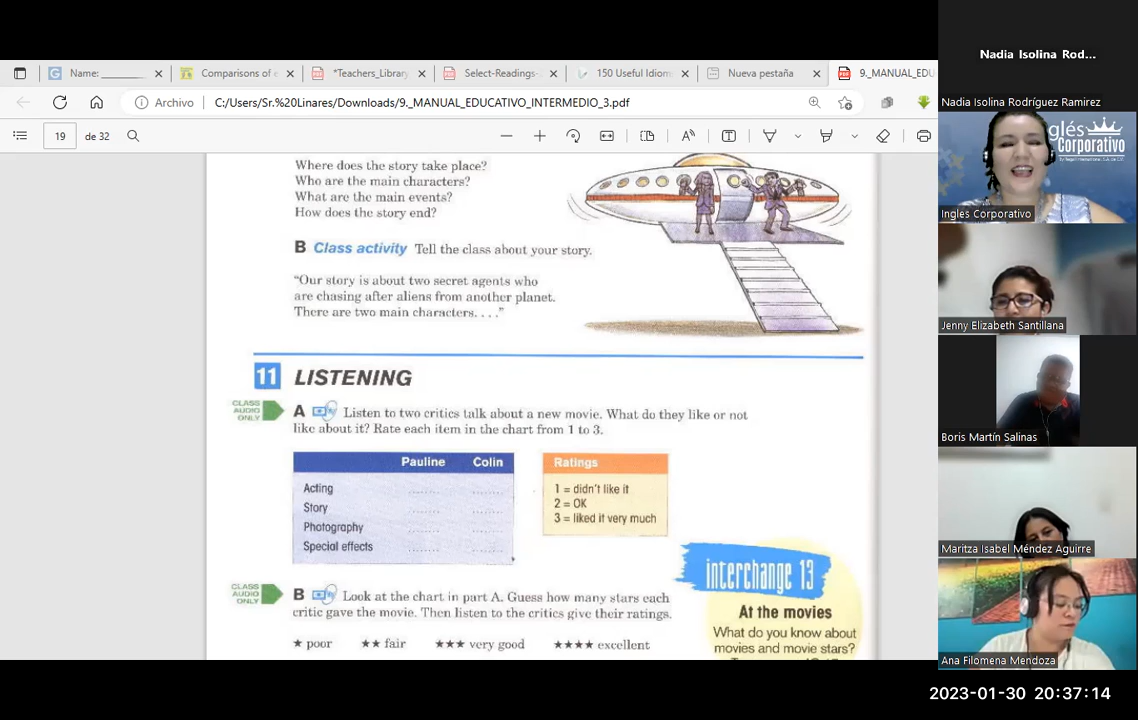 Name: ________
Comparisons of e
*Teachers_Library
Select-Readings-
150 Useful Idiom
Nueva pestaña
9._MANUAL_EDU
Archivo
C:/Users/Sr.%20Linares/Downloads/9._MANUAL_EDUCATIVO_INTERMEDIO_3.pdf
19
de 32
Where does the story take place?
Who are the main characters?
What are the main events?
How does the story end?
B Class activity Tell the class about your story.
"Our story is about two secret agents who
are chasing after aliens from another planet.
There are two main characters. . . ."
11 LISTENING
CLASS
AUDIO
ONLY
A Listen to two critics talk about a new movie. What do they like or not
like about it? Rate each item in the chart from 1 to 3.
Pauline Colin
Acting ........ ........
Story ........ ........
Photography ........ ........
Special effects ........ ........
Ratings
1 = didn't like it
2 = OK
3 = liked it very much
CLASS
AUDIO
ONLY
B Look at the chart in part A. Guess how many stars each
critic gave the movie. Then listen to the critics give their ratings.
★ poor ★★ fair ★★★ very good ★★★★ excellent
interchange 13
At the movies
What do you know about
movies and movie stars?
Nadia Isolina Rod...
Nadia Isolina Rodríguez Ramirez
glés
Corporativo
Ingles Corporativo
Jenny Elizabeth Santillana
Boris Martín Salinas
Maritza Isabel Méndez Aguirre
Ana Filomena Mendoza
2023-01-30 20:37:14